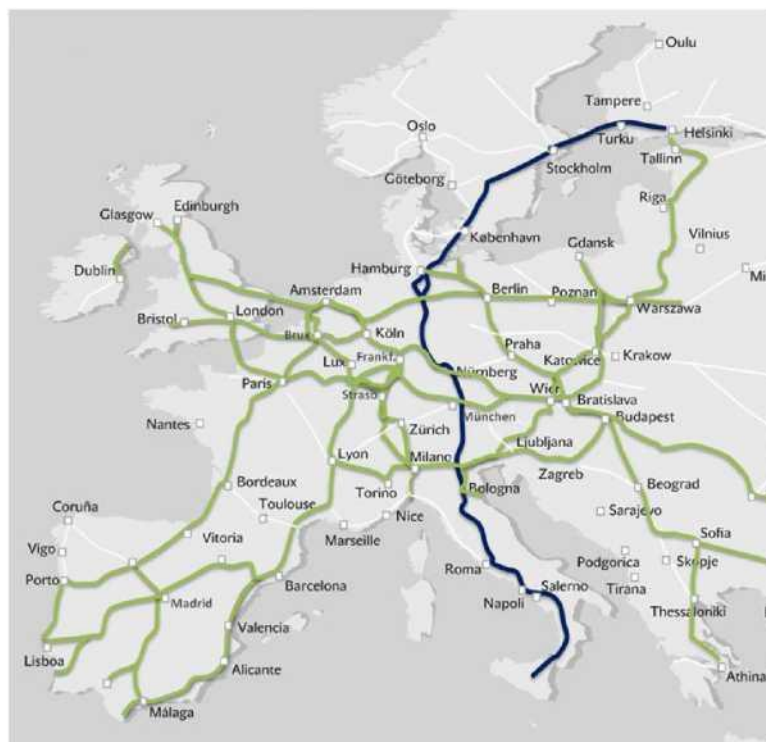 Oulu
Tampere
Oslo
Turku
Helsinki
Tallinn
Stockholm
Göteborg
Riga
Glasgow
Edinburgh
København
Gdansk
Vilnius
Dublin
Hamburg
Mi
Amsterdam
Berlin
Poznan
Warszawa
London
Bristol
Brux
Köln
Praha
Katowice
Krakow
Lux
Frankf.
Nürnberg
Paris
Strasb
Wien
Bratislava
München
Budapest
Nantes
Zürich
Lyon
Milano
Ljubljana
Zagreb
Torino
Bologna
Beograd
Bordeaux
Toulouse
Coruña
Nice
Marseille
Sarajevo
Sofia
Vigo
Vitoria
Podgorica
Skopje
Porto
Roma
Tirana
Barcelona
Salerno
Madrid
Napoli
Thessaloniki
Valencia
Lisboa
Alicante
Athina
Málaga